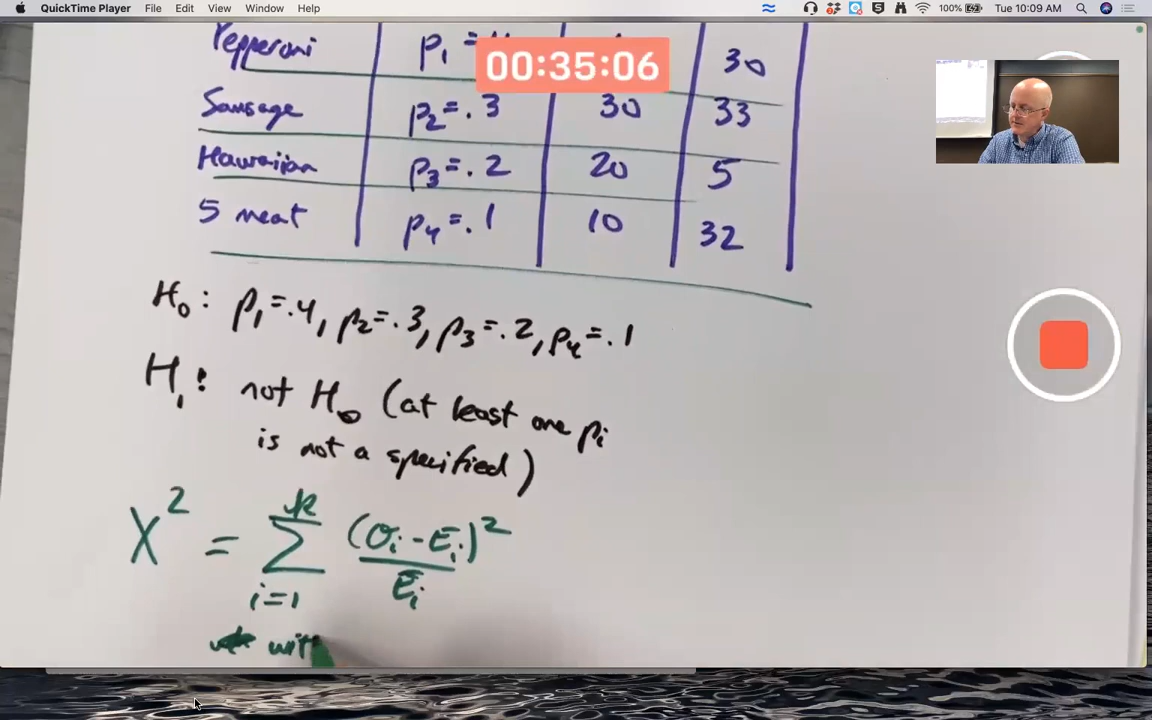 QuickTime Player File Edit View Window Help 100% Tue 10:09 AM
00:35:06
Pepperoni p₁ = 30
Sausage p₂=.3 30 33
Hawaiian p₃=.2 20 5
5 meat p₄=.1 10 32
H₀: p₁=.4, p₂=.3, p₃=.2, p₄=.1
H₁: not H₀ (at least one pᵢ
is not a specified)
X² = k (Oᵢ-Eᵢ)²
Σ
i=1 Eᵢ
wit